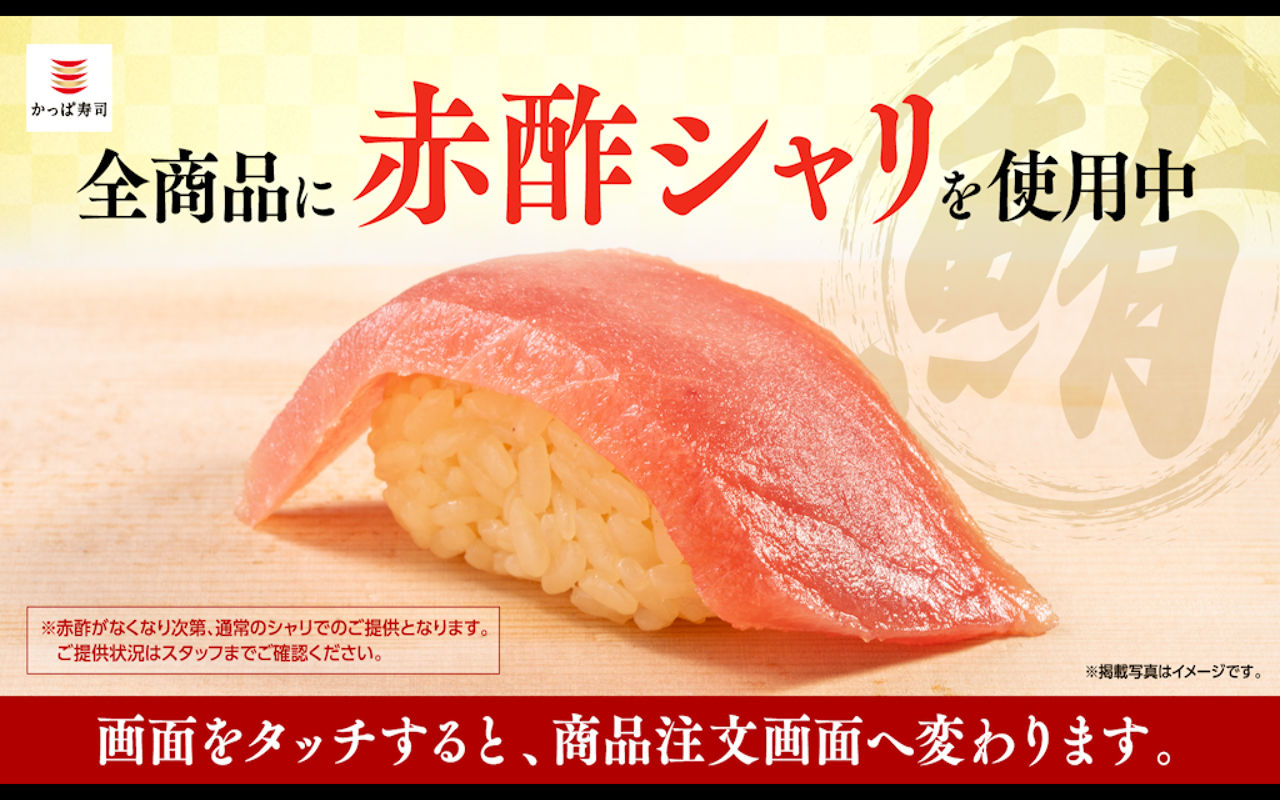 かっぱ寿司
全商品に赤酢シャリを使用中
鮪
※赤酢がなくなり次第、通常のシャリでのご提供となります。
ご提供状況はスタッフまでご確認ください。
※掲載写真はイメージです。
画面をタッチすると、商品注文画面へ変わります。